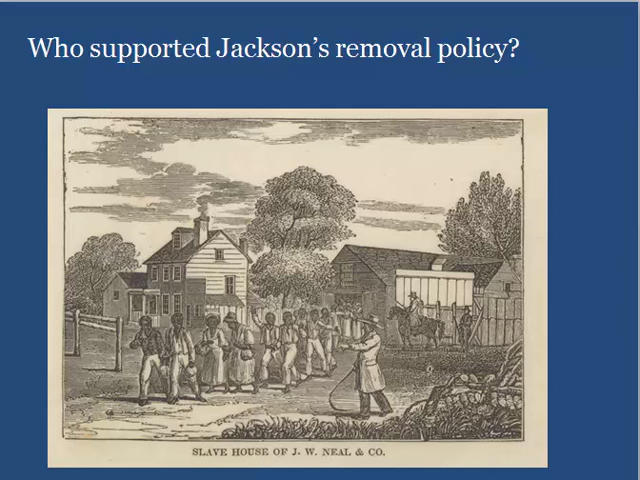 Who supported Jackson’s removal policy?
SLAVE HOUSE OF J. W. NEAL & CO.